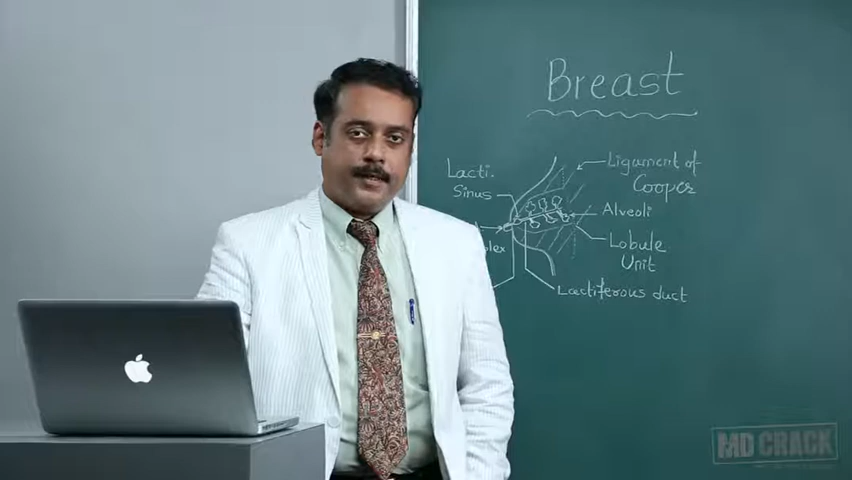 Breast
Lacti.
Sinus
Ligament of
Cooper
Alveoli
Lobule
Unit
Lactiferous duct
MD CRACK